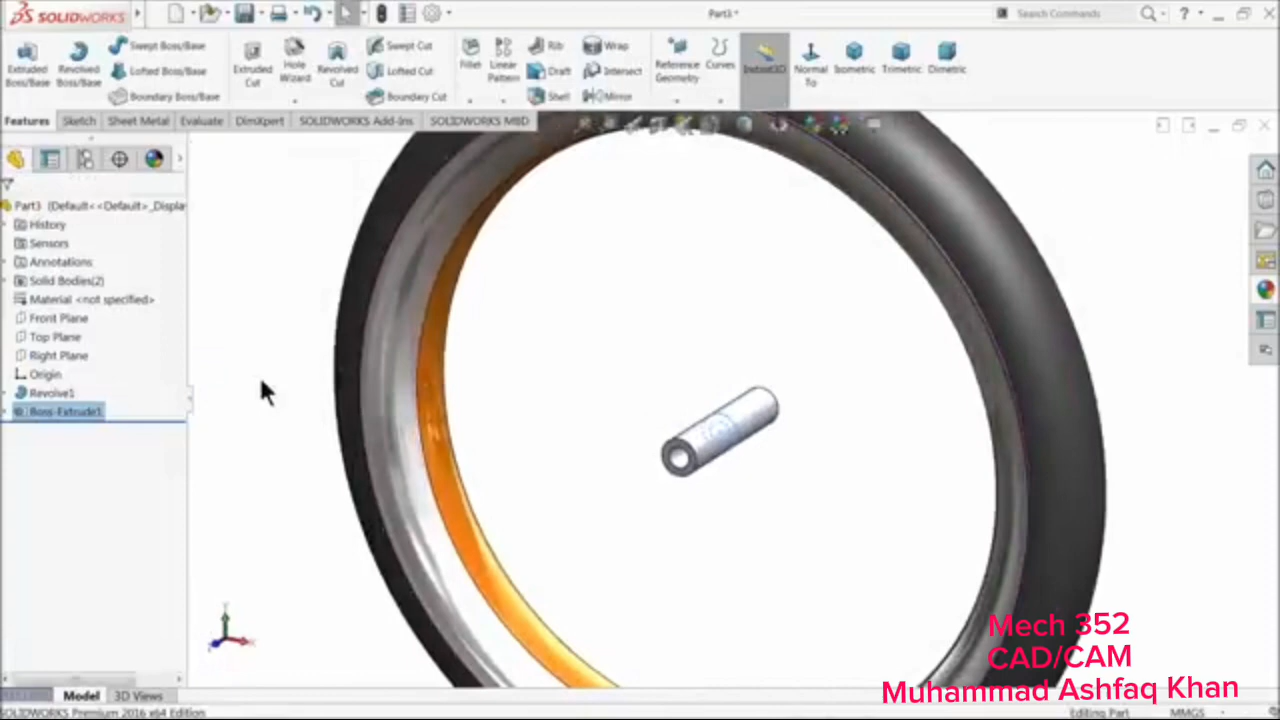 SOLIDWORKS
Part3 *
Search Commands
Extruded Boss/Base
Revolved Boss/Base
Swept Boss/Base
Lofted Boss/Base
Boundary Boss/Base
Extruded Cut
Hole Wizard
Revolved Cut
Swept Cut
Lofted Cut
Boundary Cut
Fillet
Linear Pattern
Rib
Draft
Shell
Wrap
Intersect
Mirror
Reference Geometry
Curves
Instant3D
Normal To
Isometric
Trimetric
Dimetric
Features
Sketch
Sheet Metal
Evaluate
DimXpert
SOLIDWORKS Add-Ins
SOLIDWORKS MBD
Part3 (Default<<Default>_Displa
History
Sensors
Annotations
Solid Bodies(2)
Material <not specified>
Front Plane
Top Plane
Right Plane
Origin
Revolve1
Boss-Extrude1
Mech 352
CAD/CAM
Muhammad Ashfaq Khan
Model
3D Views
SOLIDWORKS Premium 2016 x64 Edition
Editing Part
MMGS